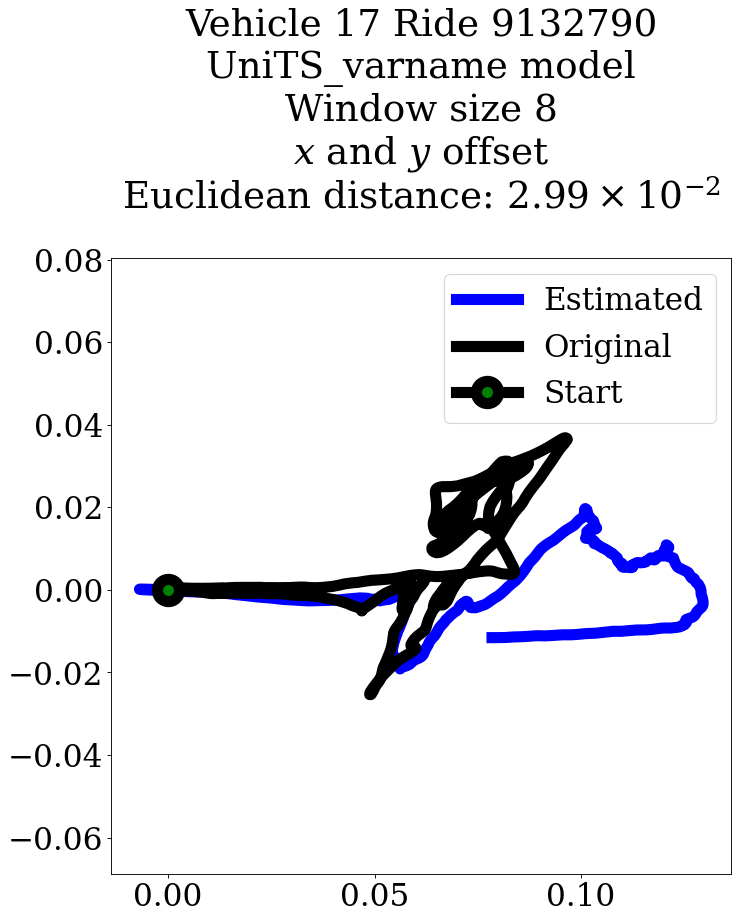 Vehicle 17 Ride 9132790
UniTS_varname model
Window size 8
x and y offset
Euclidean distance: 2.99 × 10⁻²
Estimated
Original
Start
0.08
0.06
0.04
0.02
0.00
−0.02
−0.04
−0.06
0.00 0.05 0.10